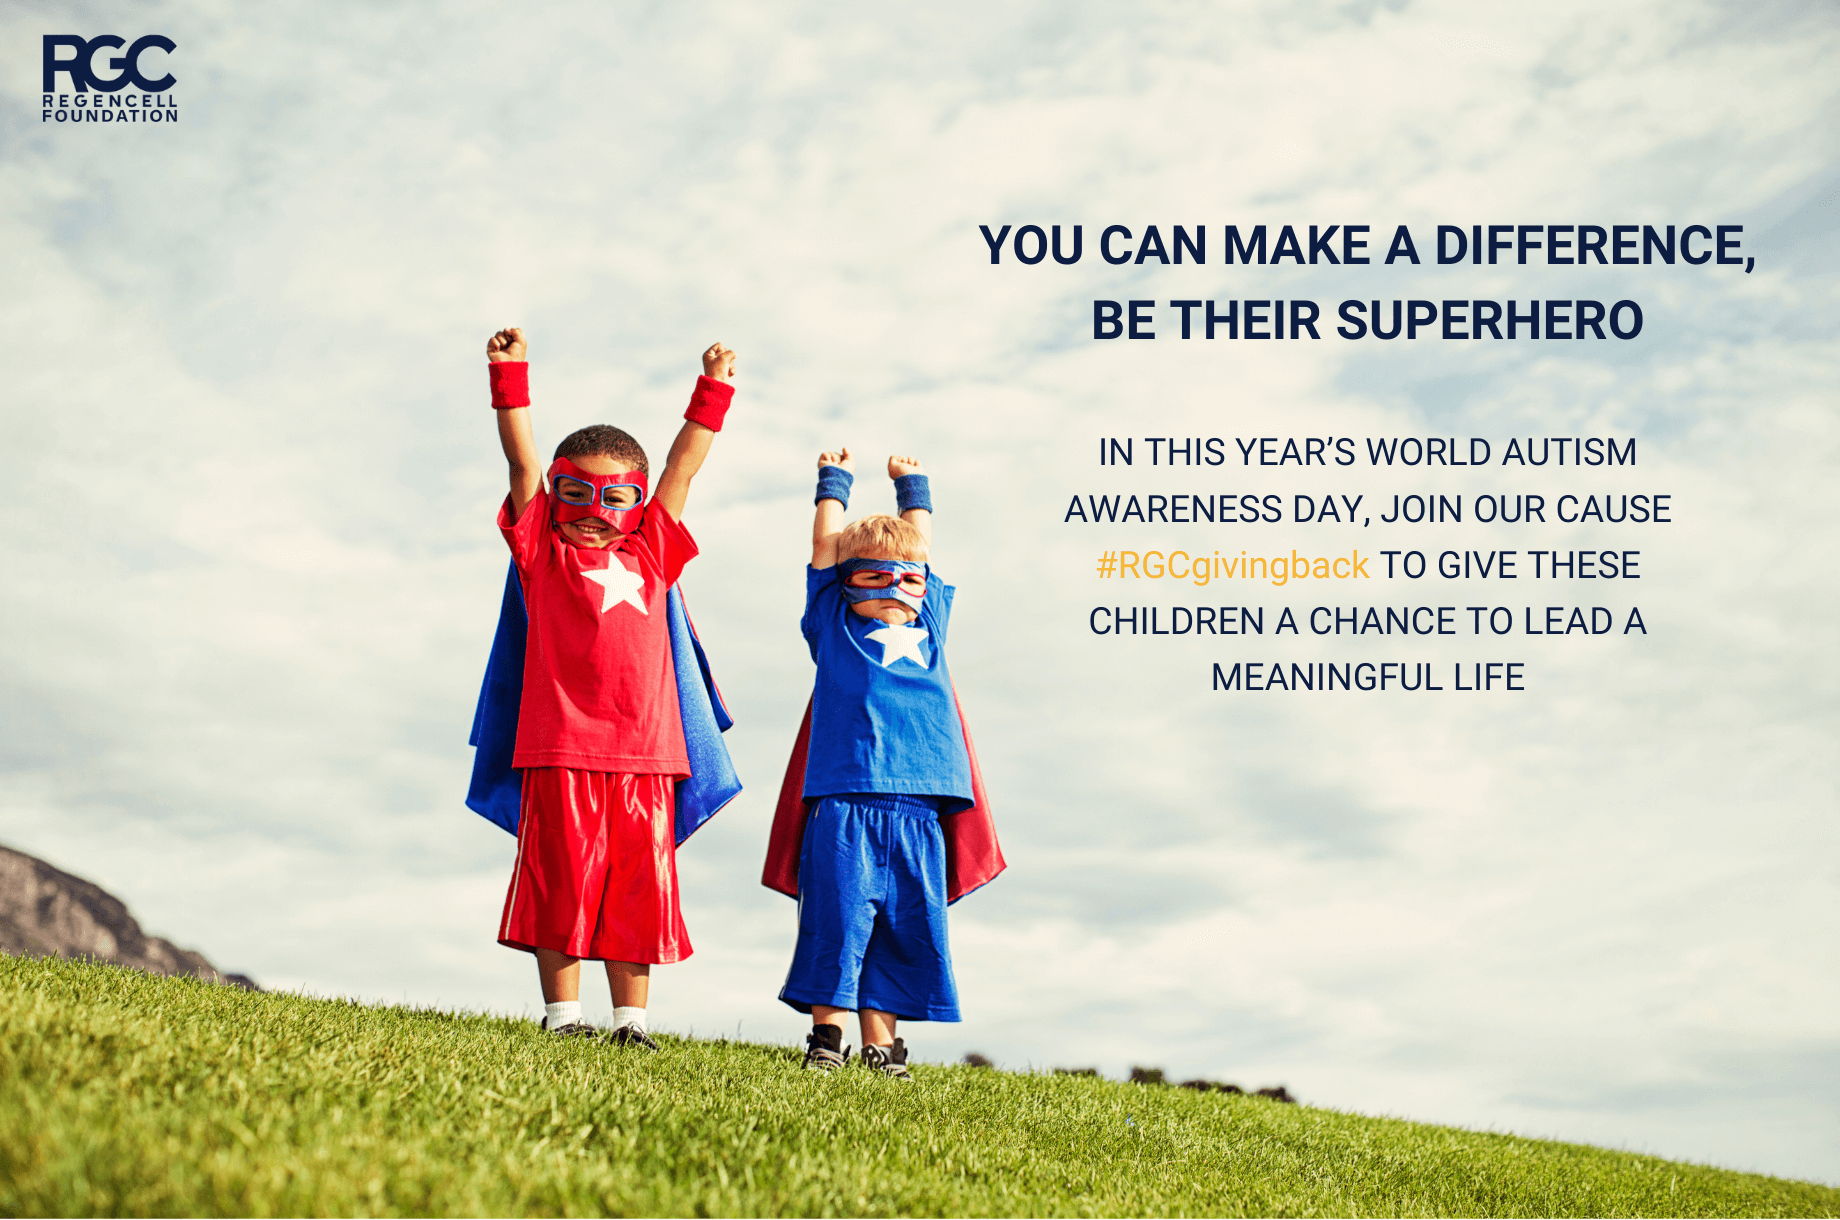 RGC
REGENCELL
FOUNDATION
YOU CAN MAKE A DIFFERENCE,
BE THEIR SUPERHERO
IN THIS YEAR’S WORLD AUTISM
AWARENESS DAY, JOIN OUR CAUSE
#RGCgivingback TO GIVE THESE
CHILDREN A CHANCE TO LEAD A
MEANINGFUL LIFE